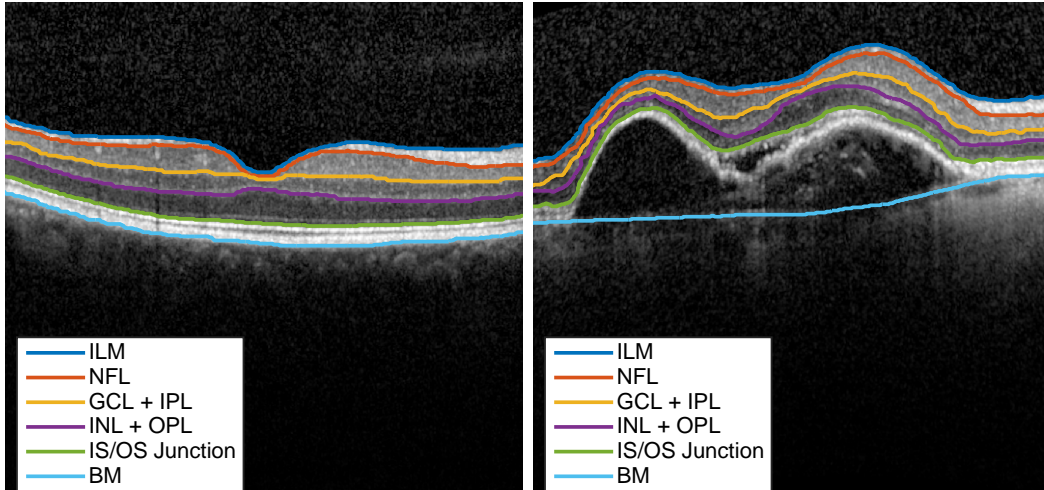 ILM
NFL
GCL + IPL
INL + OPL
IS/OS Junction
BM
ILM
NFL
GCL + IPL
INL + OPL
IS/OS Junction
BM